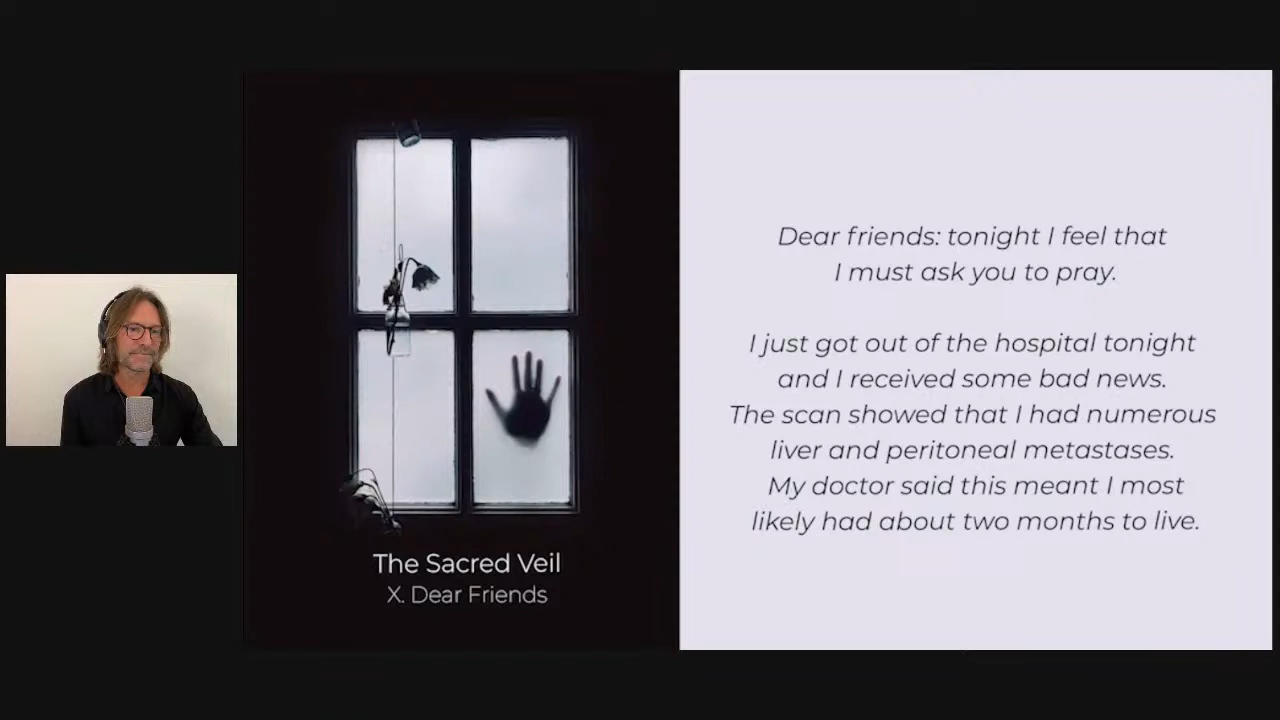 The Sacred Veil
X. Dear Friends
Dear friends: tonight I feel that
I must ask you to pray.
I just got out of the hospital tonight
and I received some bad news.
The scan showed that I had numerous
liver and peritoneal metastases.
My doctor said this meant I most
likely had about two months to live.